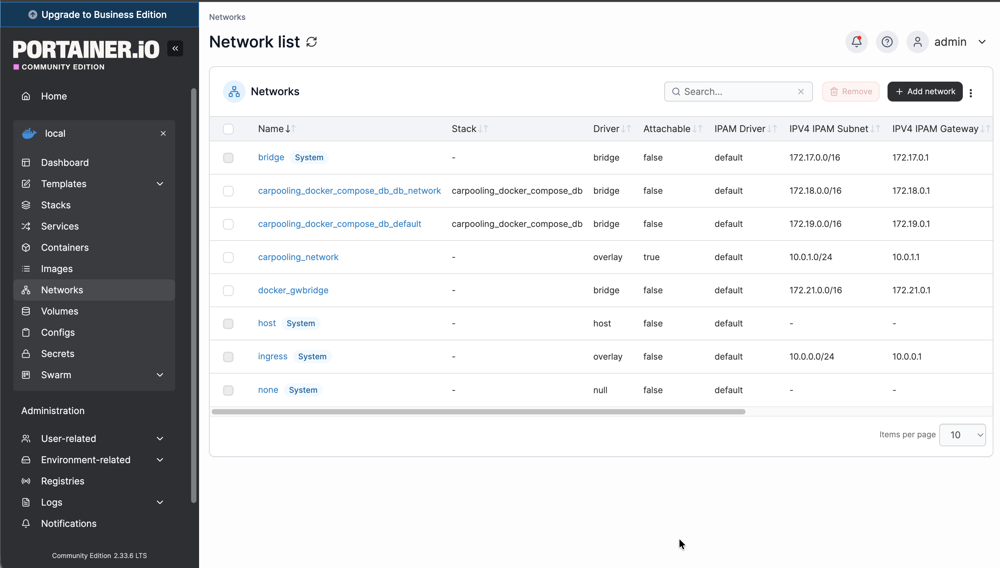 Upgrade to Business Edition
PORTAINER.iO
COMMUNITY EDITION
Home
local
Dashboard
Templates
Stacks
Services
Containers
Images
Networks
Volumes
Configs
Secrets
Swarm
Administration
User-related
Environment-related
Registries
Logs
Notifications
Community Edition 2.33.6 LTS
Networks
Network list
admin
Networks
Search...
Remove
Add network
Name Stack Driver Attachable IPAM Driver IPV4 IPAM Subnet IPV4 IPAM Gateway
bridge System - bridge false default 172.17.0.0/16 172.17.0.1
carpooling_docker_compose_db_db_network carpooling_docker_compose_db bridge false default 172.18.0.0/16 172.18.0.1
carpooling_docker_compose_db_default carpooling_docker_compose_db bridge false default 172.19.0.0/16 172.19.0.1
carpooling_network - overlay true default 10.0.1.0/24 10.0.1.1
docker_gwbridge - bridge false default 172.21.0.0/16 172.21.0.1
host System - host false default - -
ingress System - overlay false default 10.0.0.0/24 10.0.0.1
none System - null false default - -
Items per page 10